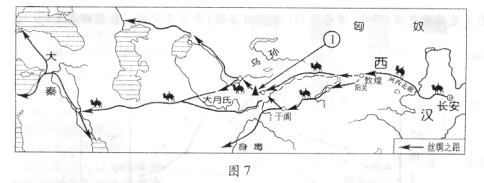 匈 奴
①
乌 孙
西
大
秦
大月氏
敦煌
河西走廊
阳关
长安
于阗
汉
身 毒
丝绸之路
图 7